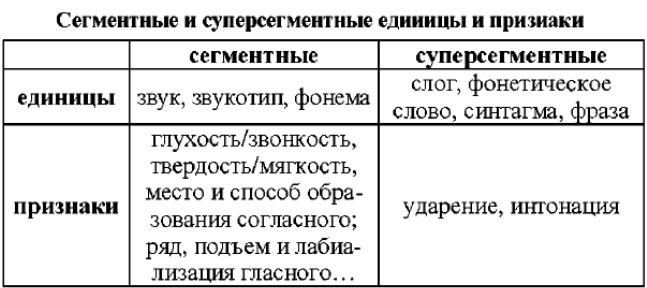 Сегментные и суперсегментные едииицы и призиаки
сегментные суперсегментные
единицы звук, звукотип, фонема слог, фонетическое слово, синтагма, фраза
признаки глухость/звонкость,
твердость/мягкость,
место и способ обра-
зования согласного;
ряд, подъем и лабиа-
лизация гласного...
ударение, интонация